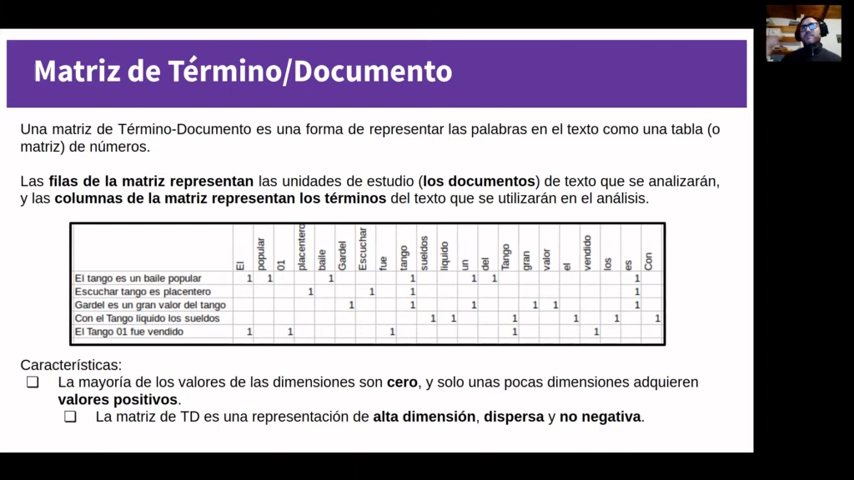 Matriz de Término/Documento
Una matriz de Término-Documento es una forma de representar las palabras en el texto como una tabla (o
matriz) de números.
Las filas de la matriz representan las unidades de estudio (los documentos) de texto que se analizarán,
y las columnas de la matriz representan los términos del texto que se utilizarán en el análisis.
El popular 01 placentero baile Gardel Escuchar fue tango sueldos liquido un del Tango gran valor el vendido los es Con
El tango es un baile popular 1 1 1 1 1 1 1
Escuchar tango es placentero 1 1 1 1
Gardel es un gran valor del tango 1 1 1 1 1 1
Con el Tango liquido los sueldos 1 1 1 1 1 1
El Tango 01 fue vendido 1 1 1 1 1
Características:
❏ La mayoría de los valores de las dimensiones son cero, y solo unas pocas dimensiones adquieren
valores positivos.
❏ La matriz de TD es una representación de alta dimensión, dispersa y no negativa.